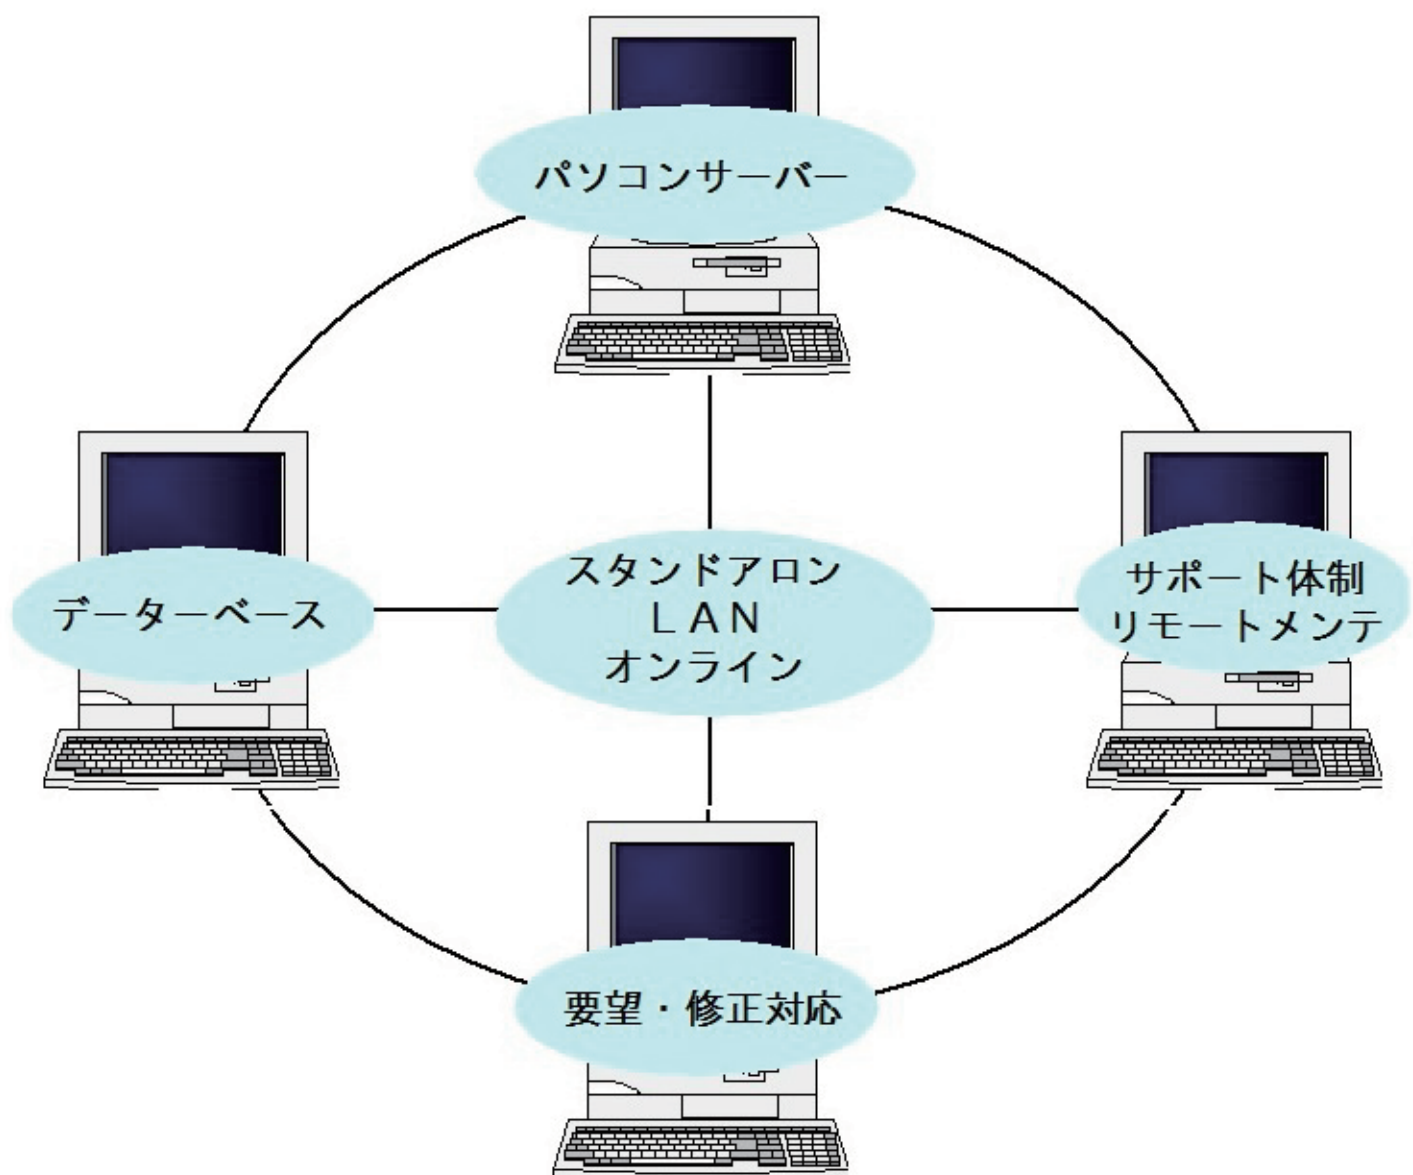 パソコンサーバー
データーベース
スタンドアロン
ＬＡＮ
オンライン
サポート体制
リモートメンテ
要望・修正対応